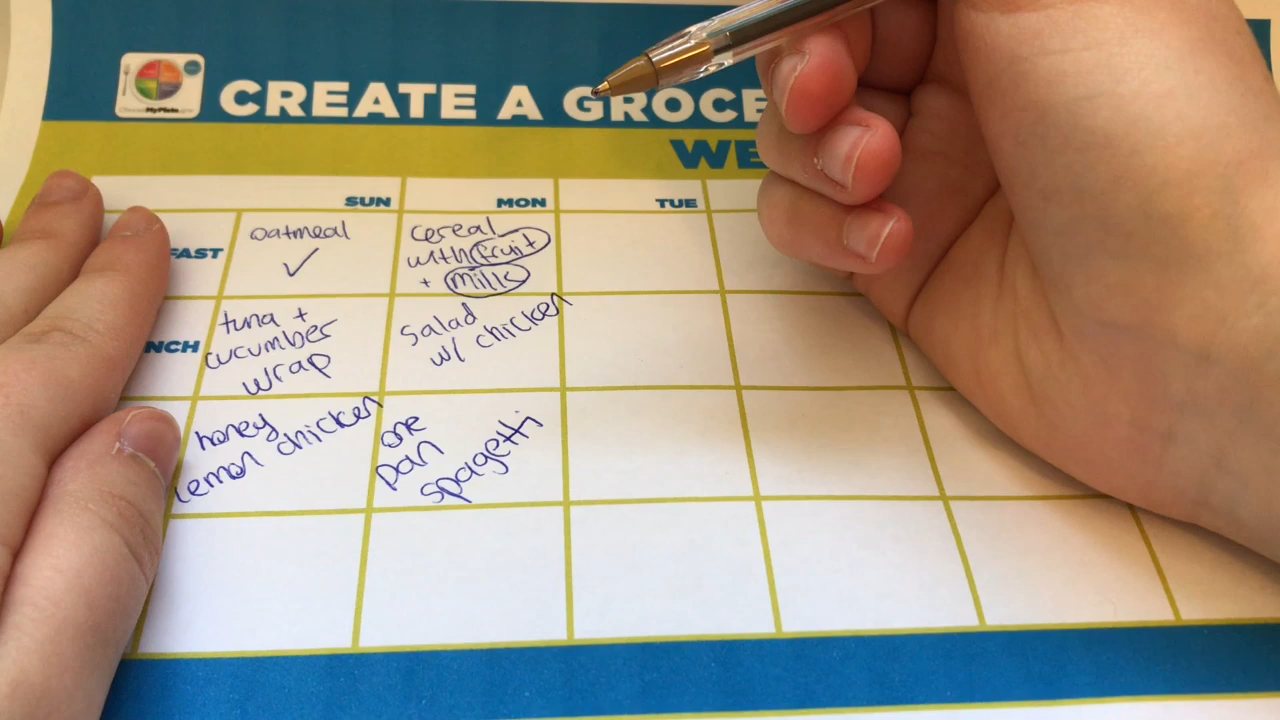 CREATE A GROCE
WE
SUN MON TUE
FAST
oatmeal
✓
cereal
with fruit
+ milk
NCH
tuna +
cucumber
wrap
salad
w/ chicken
honey
lemon chicken
one
pan
spagetti